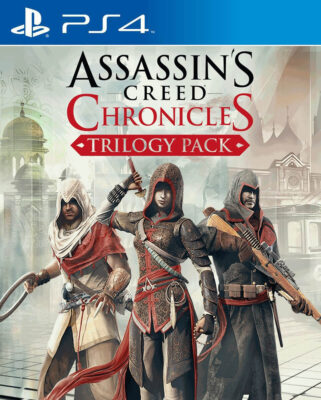 PS4
ASSASSIN'S
CREED
CHRONICLES
TRILOGY PACK